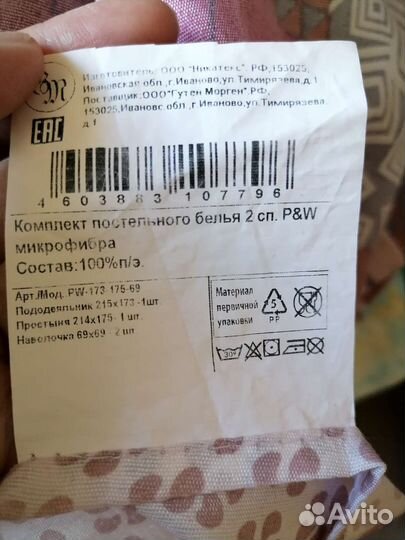 Изготовитель: ООО "Никатекс". РФ,153025,
Ивановская обл.,г.Иваново,ул.Тимирязева,д.1
Поставщик:ООО"Гутен Морген",РФ,
153025,Ивановс обл.,г.Иваново,ул.Тимирязева
д.1
ЕАС
4 603883 107796
Комплект постельного белья 2 сп. P&W
микрофибра
Состав:100%п/э.
Арт./Мод. PW-173-175-69
Пододеяльник 215х173 -1шт.
Простыня 214х175- 1 шт.
Наволочка 69х69 - 2 шт.
Материал
первичной
упаковки
5
PP
30°
Avito